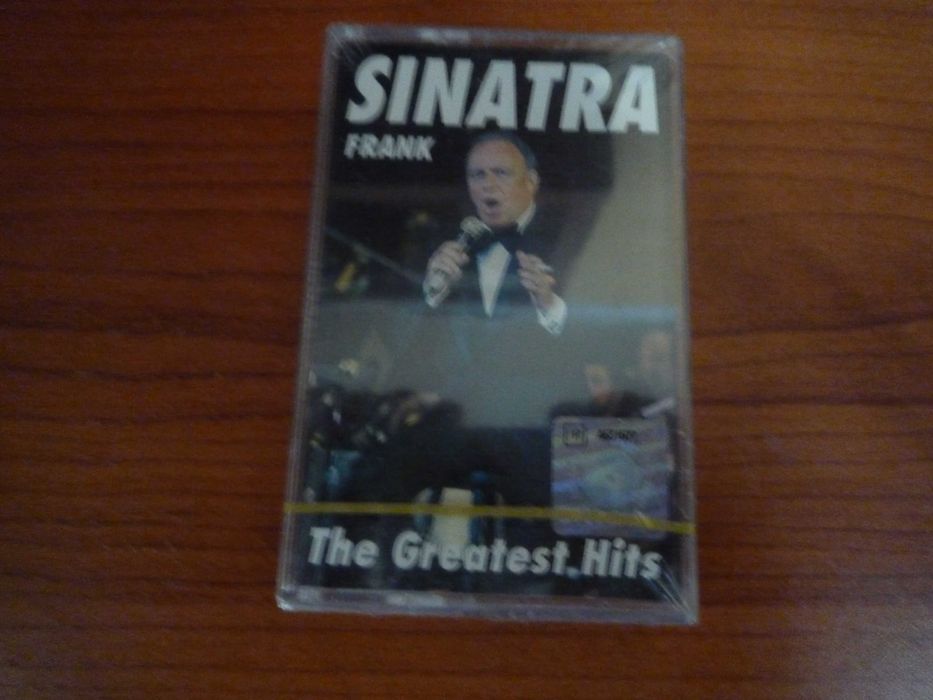 SINATRA
FRANK
The Greatest Hits